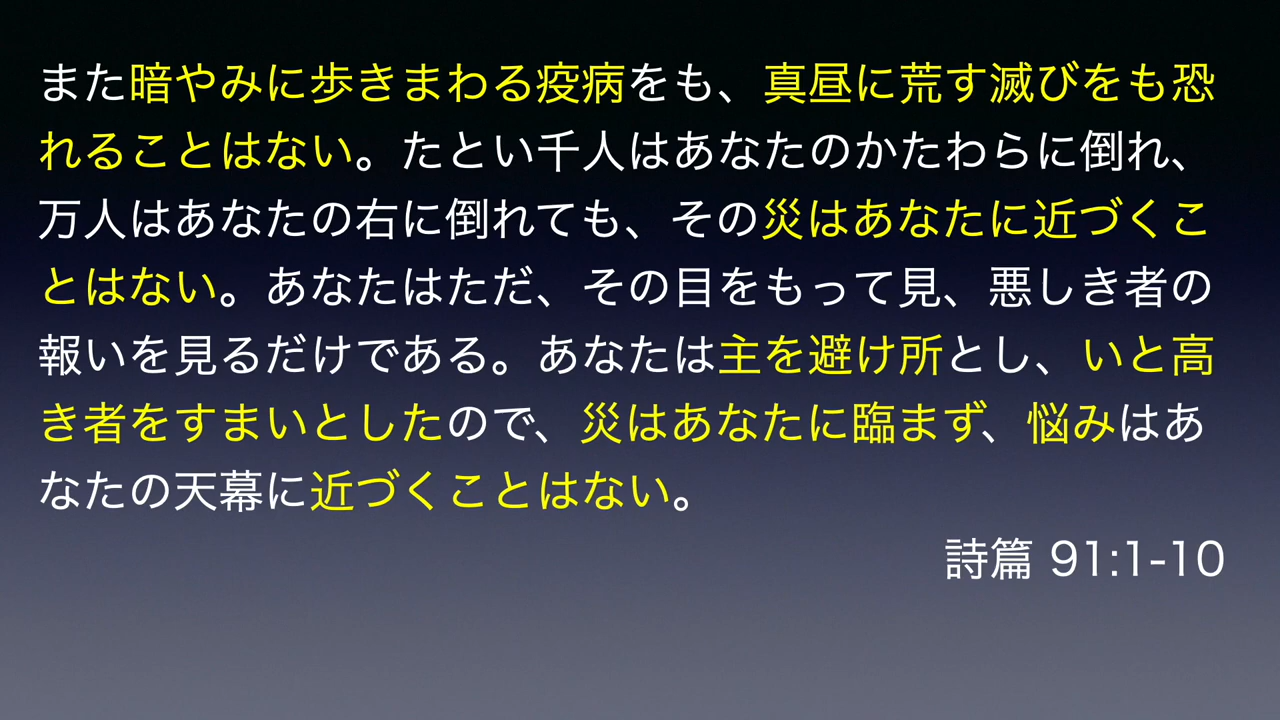 また暗やみに歩きまわる疫病をも、真昼に荒す滅びをも恐
れることはない。たとい千人はあなたのかたわらに倒れ、
万人はあなたの右に倒れても、その災はあなたに近づくこ
とはない。あなたはただ、その目をもって見、悪しき者の
報いを見るだけである。あなたは主を避け所とし、いと高
き者をすまいとしたので、災はあなたに臨まず、悩みはあ
なたの天幕に近づくことはない。
詩篇 91:1-10